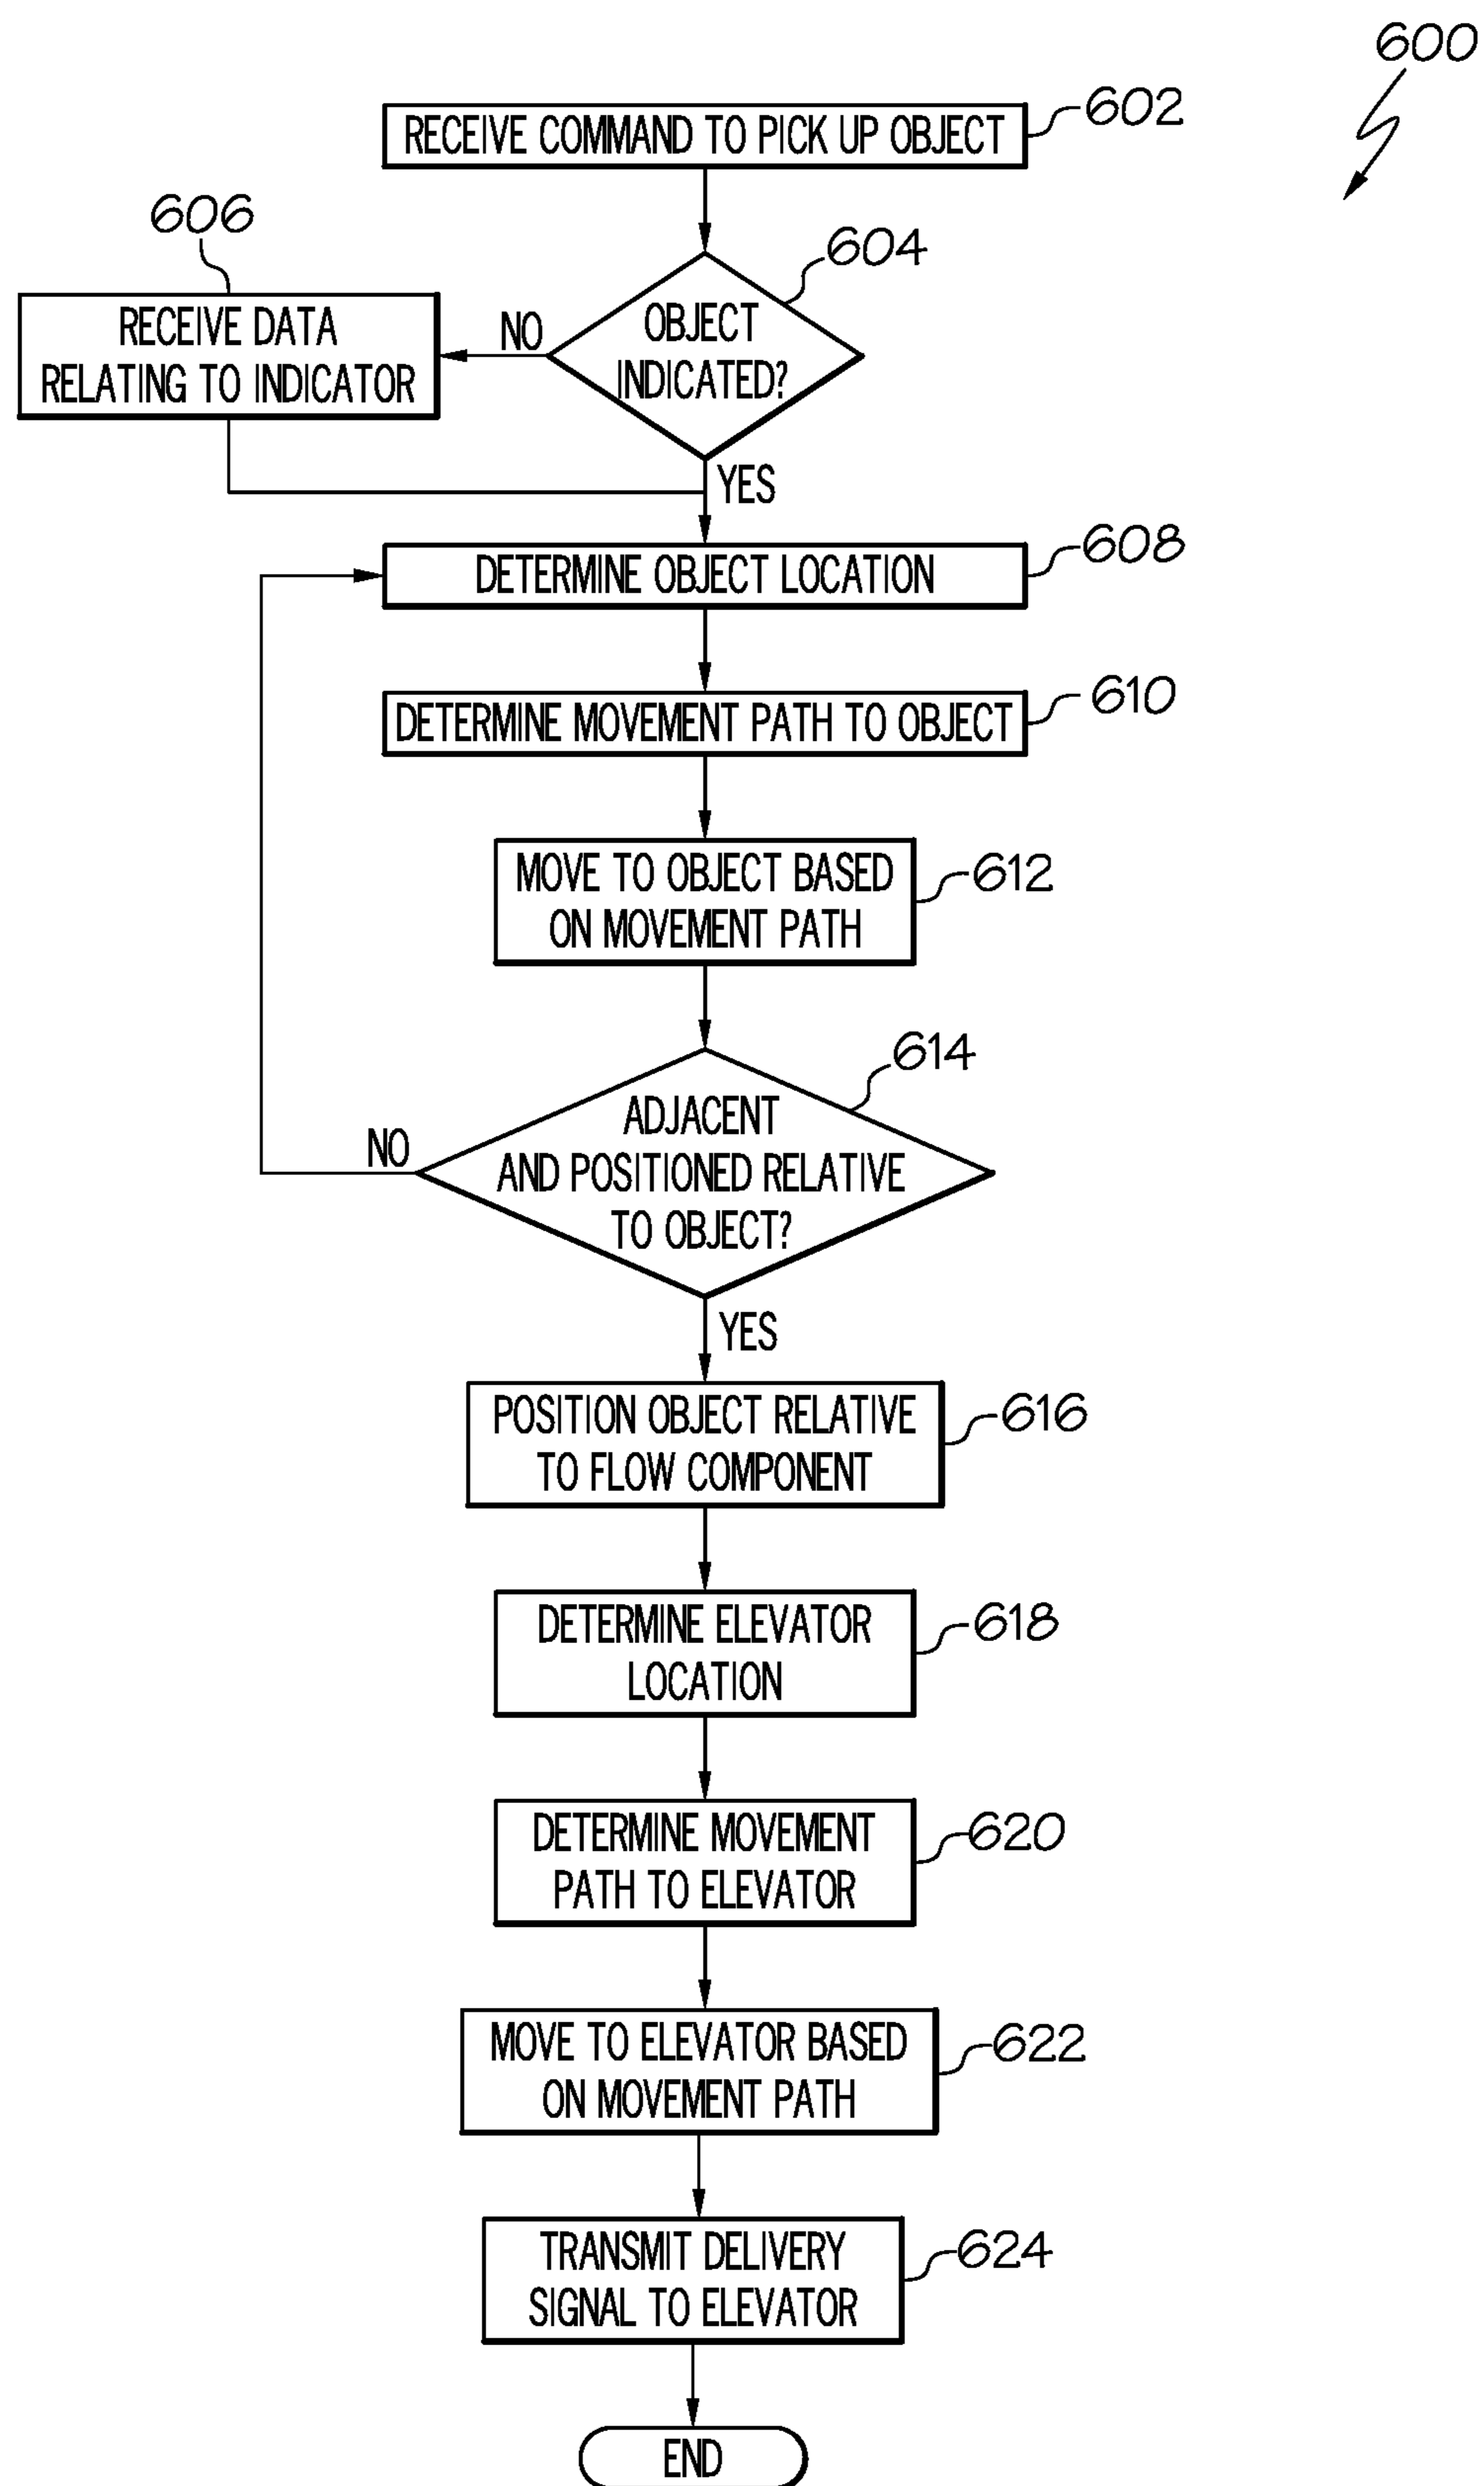 600
RECEIVE COMMAND TO PICK UP OBJECT
602
606
604
RECEIVE DATA
RELATING TO INDICATOR
NO
OBJECT
INDICATED?
YES
DETERMINE OBJECT LOCATION
608
DETERMINE MOVEMENT PATH TO OBJECT
610
MOVE TO OBJECT BASED
ON MOVEMENT PATH
612
614
ADJACENT
AND POSITIONED RELATIVE
TO OBJECT?
NO
YES
POSITION OBJECT RELATIVE
TO FLOW COMPONENT
616
DETERMINE ELEVATOR
LOCATION
618
DETERMINE MOVEMENT
PATH TO ELEVATOR
620
MOVE TO ELEVATOR BASED
ON MOVEMENT PATH
622
TRANSMIT DELIVERY
SIGNAL TO ELEVATOR
624
END